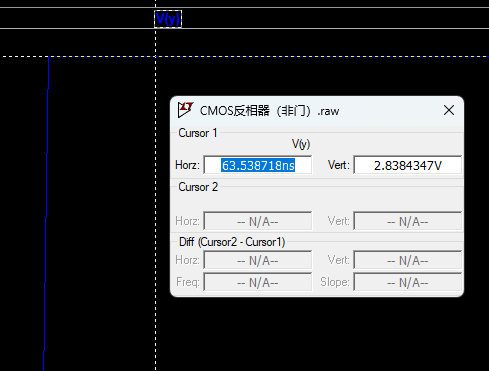 V(y)
CMOS反相器（非门）.raw
Cursor 1
V(y)
Horz: 63.538718ns Vert: 2.8384347V
Cursor 2
Horz: -- N/A-- Vert: -- N/A--
Diff (Cursor2 - Cursor1)
Horz: -- N/A-- Vert: -- N/A--
Freq: -- N/A-- Slope: -- N/A--